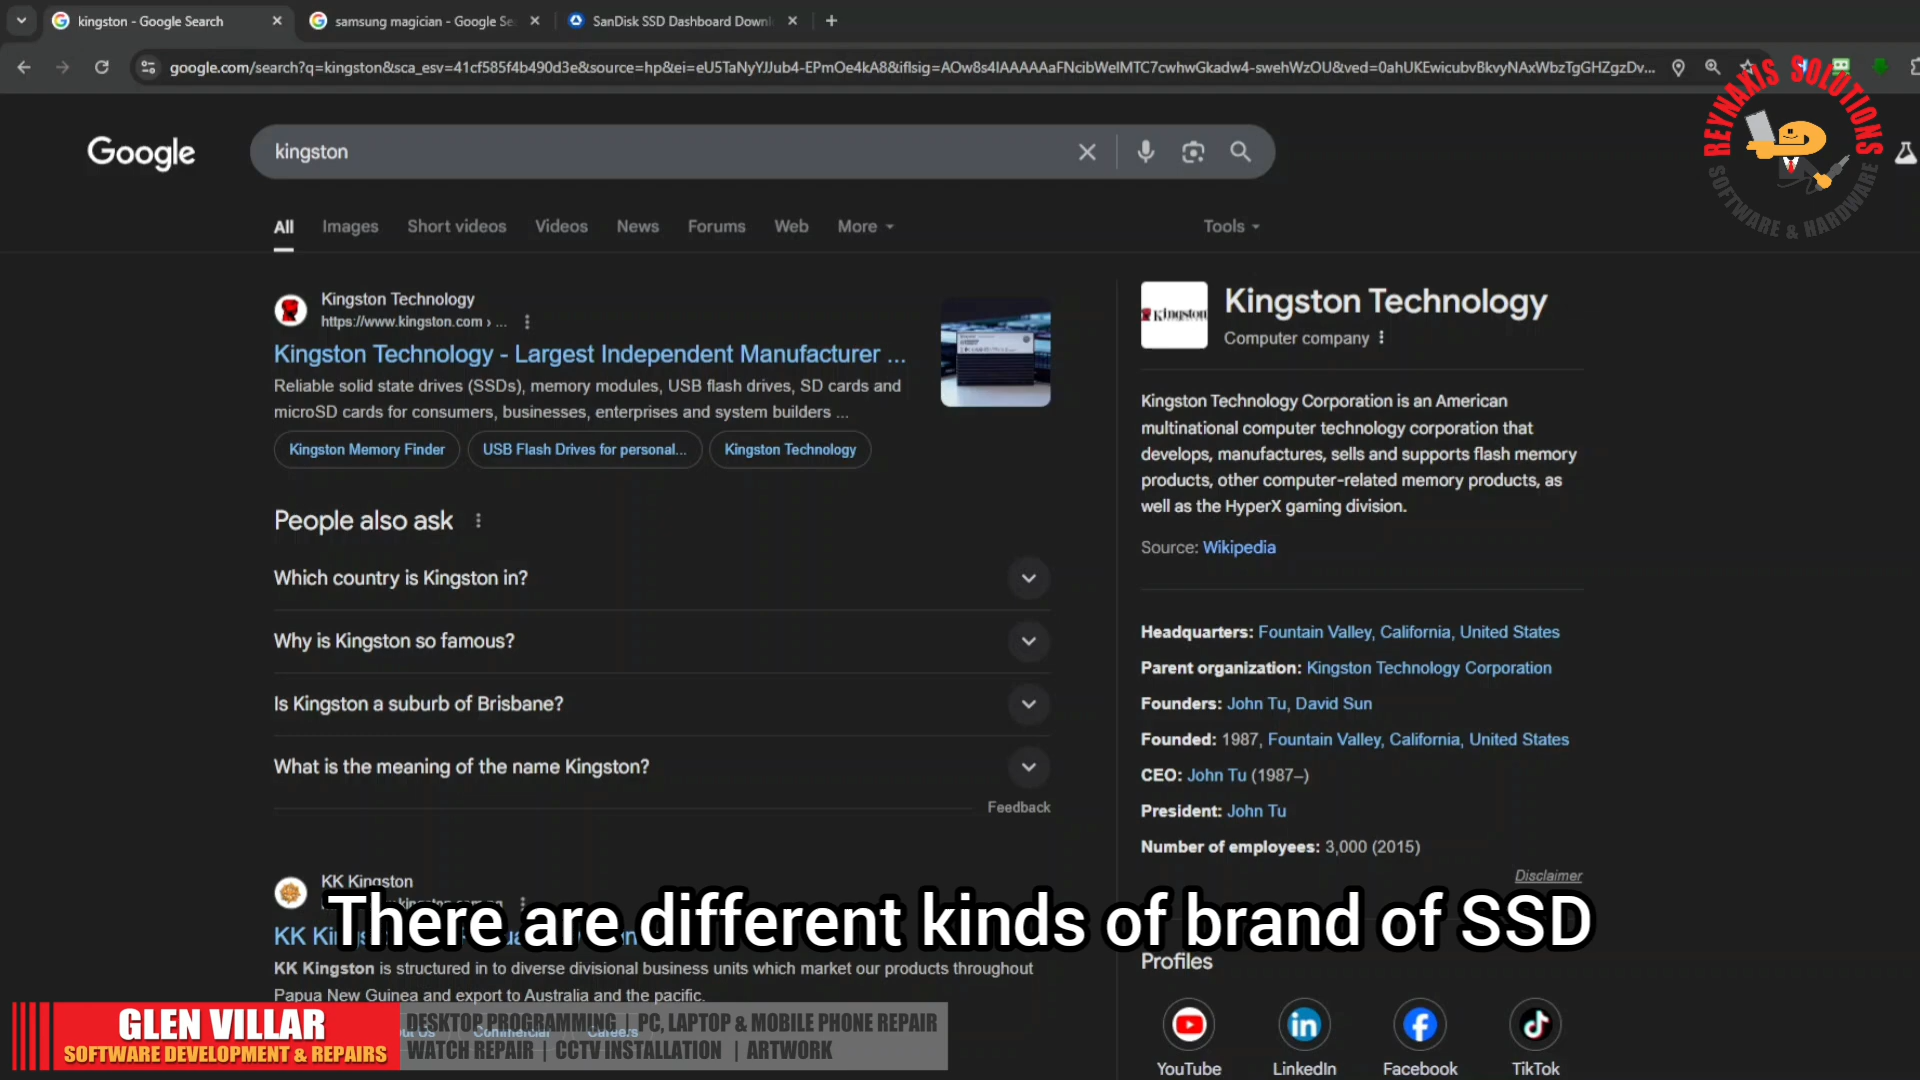 kingston - Google Search
samsung magician - Google Se
SanDisk SSD Dashboard Downl
google.com/search?q=kingston&sca_esv=41cf585f4b490d3e&source=hp&ei=eU5TaNyYJJub4-EPmOe4kA8&iflsig=AOw8s4IAAAAAaFNcibWelMTC7cwhwGkadw4-swehWzOU&ved=0ahUKEwicubvBkvyNAxWbzTgGHZgzDv...
REYNAXIS SOLUTIONS
SOFTWARE & HARDWARE
Google
kingston
All
Images
Short videos
Videos
News
Forums
Web
More
Tools
Kingston Technology
https://www.kingston.com › ...
Kingston Technology - Largest Independent Manufacturer ...
Reliable solid state drives (SSDs), memory modules, USB flash drives, SD cards and
microSD cards for consumers, businesses, enterprises and system builders ...
Kingston Memory Finder
USB Flash Drives for personal...
Kingston Technology
People also ask
Which country is Kingston in?
Why is Kingston so famous?
Is Kingston a suburb of Brisbane?
What is the meaning of the name Kingston?
Feedback
KK Kingston
KK
KK Kingston is structured in to diverse divisional business units which market our products throughout
Papua New Guinea and export to Australia and the pacific.
Commercial
Careers
Kingston
Kingston Technology
Computer company
Kingston Technology Corporation is an American
multinational computer technology corporation that
develops, manufactures, sells and supports flash memory
products, other computer-related memory products, as
well as the HyperX gaming division.
Source: Wikipedia
Headquarters: Fountain Valley, California, United States
Parent organization: Kingston Technology Corporation
Founders: John Tu, David Sun
Founded: 1987, Fountain Valley, California, United States
CEO: John Tu (1987–)
President: John Tu
Number of employees: 3,000 (2015)
Disclaimer
Profiles
YouTube
LinkedIn
Facebook
TikTok
There are different kinds of brand of SSD
GLEN VILLAR
SOFTWARE DEVELOPMENT & REPAIRS
DESKTOP PROGRAMMING | PC, LAPTOP & MOBILE PHONE REPAIR
WATCH REPAIR | CCTV INSTALLATION | ARTWORK